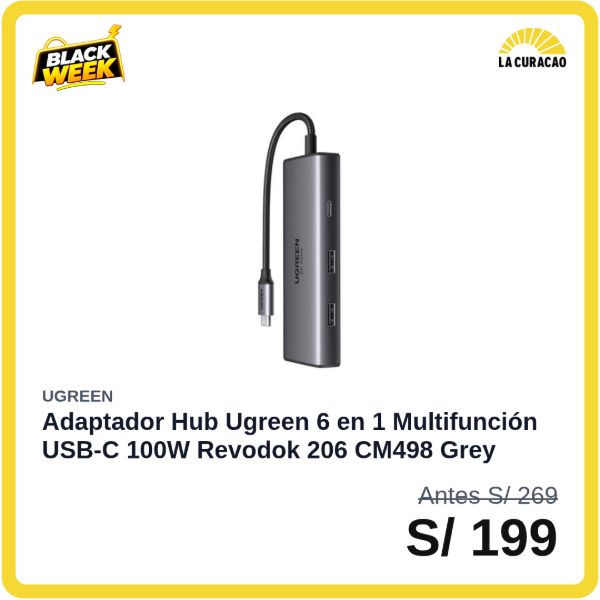 BLACK
WEEK
LA CURACAO
UGREEN
UGREEN
UGREEN
Adaptador Hub Ugreen 6 en 1 Multifunción
USB-C 100W Revodok 206 CM498 Grey
Antes S/ 269
S/ 199